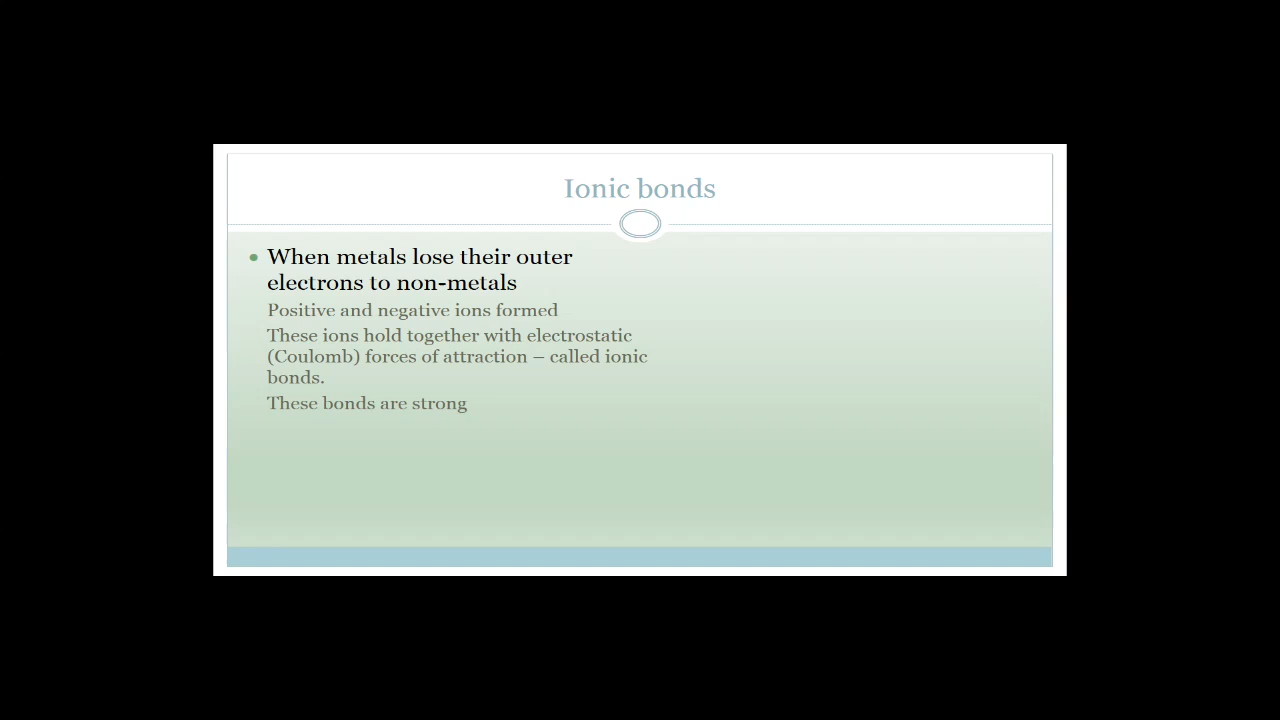 Ionic bonds
When metals lose their outer
electrons to non-metals
Positive and negative ions formed
These ions hold together with electrostatic
(Coulomb) forces of attraction – called ionic
bonds.
These bonds are strong